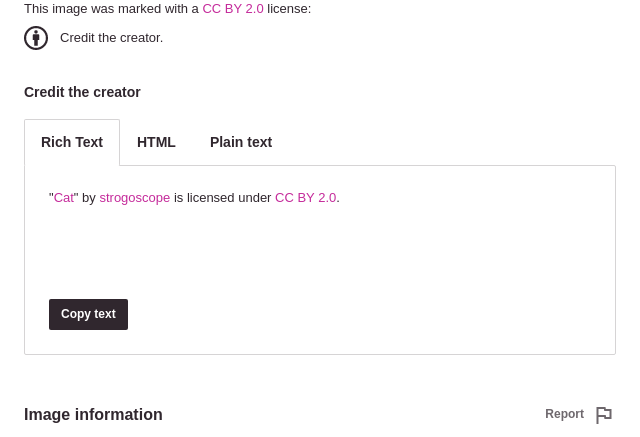 This image was marked with a CC BY 2.0 license:
Credit the creator.
Credit the creator
Rich Text HTML Plain text
"Cat" by strogoscope is licensed under CC BY 2.0.
Copy text
Image information Report